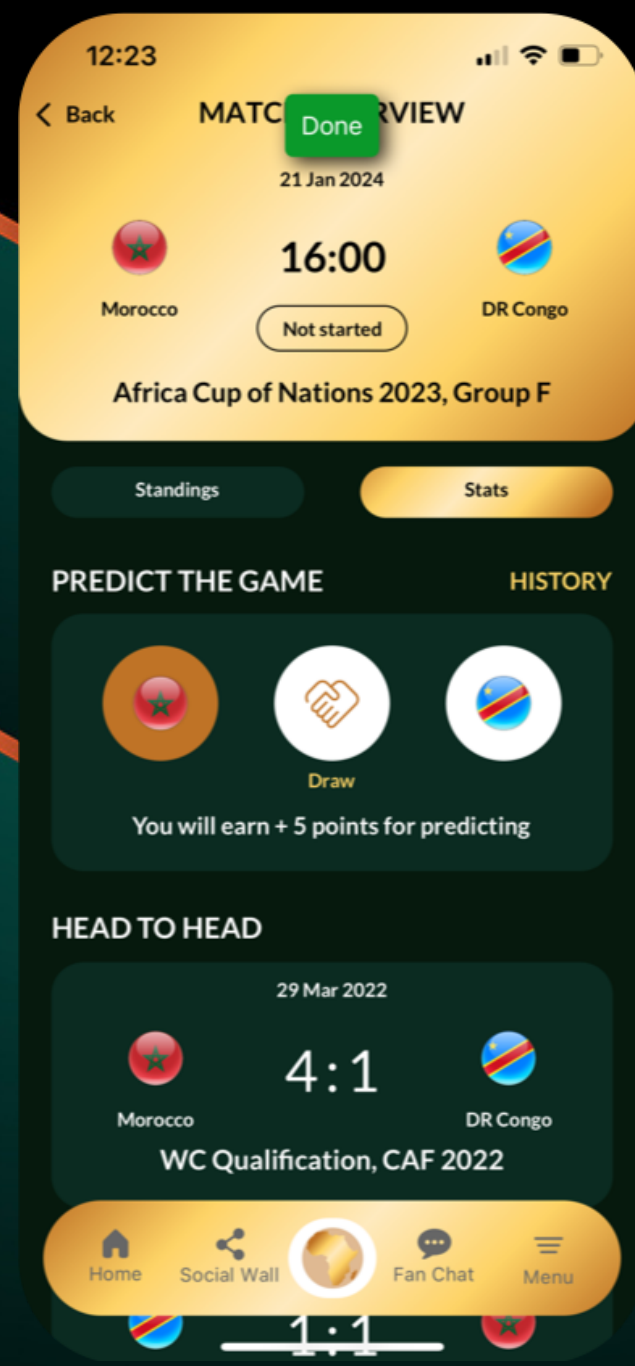 12:23
Back
MATC RVIEW
Done
21 Jan 2024
16:00
Morocco
DR Congo
Not started
Africa Cup of Nations 2023, Group F
Standings
Stats
PREDICT THE GAME
HISTORY
Draw
You will earn + 5 points for predicting
HEAD TO HEAD
29 Mar 2022
4:1
Morocco
DR Congo
WC Qualification, CAF 2022
Home
Social Wall
Fan Chat
Menu
1:1